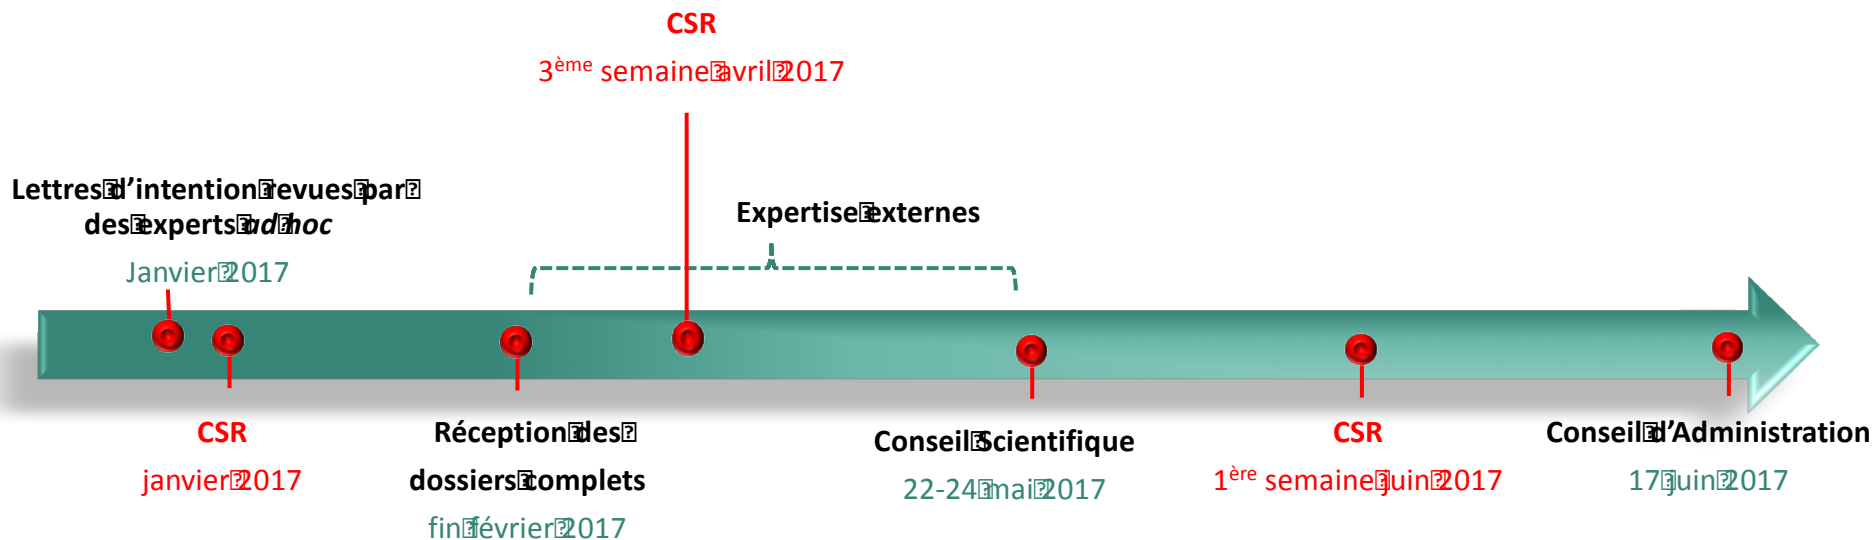 CSR
3ème semaine avril 2017
Lettres d'intention revues par
des experts ad hoc
Janvier 2017
Expertise externes
CSR
janvier 2017
Réception des
dossiers complets
fin février 2017
Conseil Scientifique
22-24 mai 2017
CSR
1ère semaine juin 2017
Conseil d'Administration
17 juin 2017